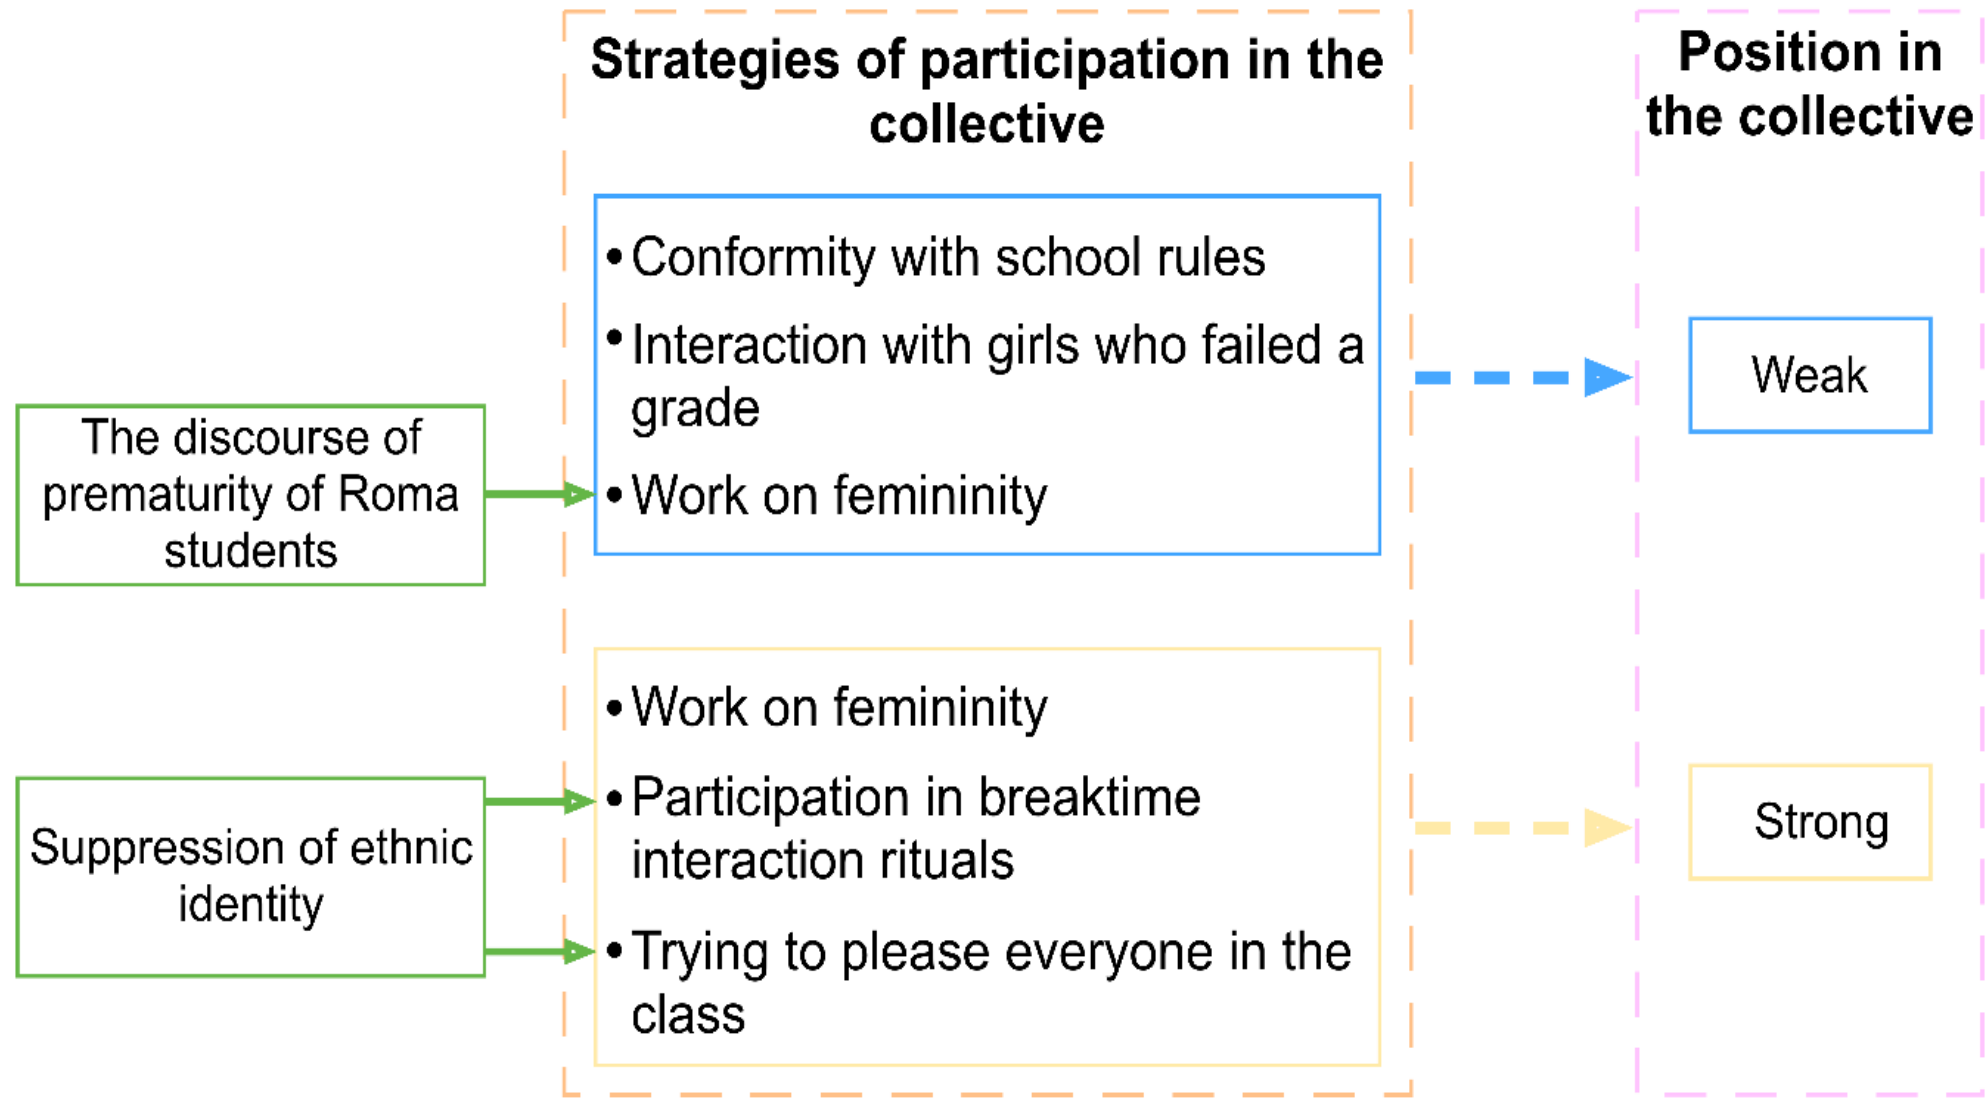 Strategies of participation in the
collective
Position in
the collective
• Conformity with school rules
• Interaction with girls who failed a
grade
• Work on femininity
Weak
The discourse of
prematurity of Roma
students
• Work on femininity
• Participation in breaktime
interaction rituals
• Trying to please everyone in the
class
Strong
Suppression of ethnic
identity